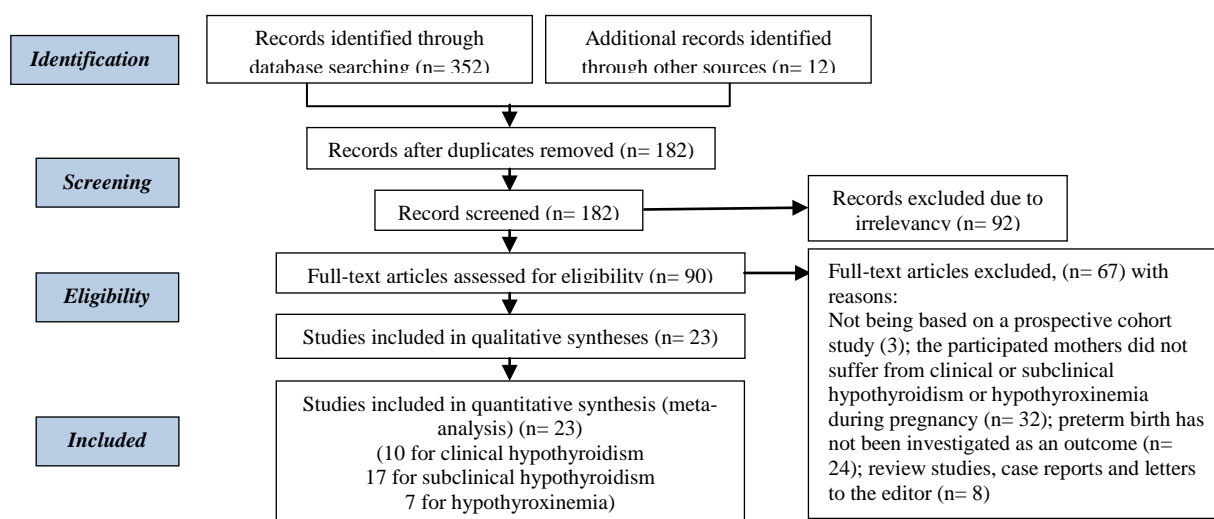 Identification
Records identified through
database searching (n= 352)
Additional records identified
through other sources (n= 12)
Records after duplicates removed (n= 182)
Screening
Record screened (n= 182)
Records excluded due to
irrelevancy (n= 92)
Eligibility
Full-text articles assessed for eligibility (n= 90)
Full-text articles excluded, (n= 67) with
reasons:
Not being based on a prospective cohort
study (3); the participated mothers did not
suffer from clinical or subclinical
hypothyroidism or hypothyroxinemia
during pregnancy (n= 32); preterm birth has
not been investigated as an outcome (n=
24); review studies, case reports and letters
to the editor (n= 8)
Studies included in qualitative syntheses (n= 23)
Included
Studies included in quantitative synthesis (meta-
analysis) (n= 23)
(10 for clinical hypothyroidism
17 for subclinical hypothyroidism
7 for hypothyroxinemia)